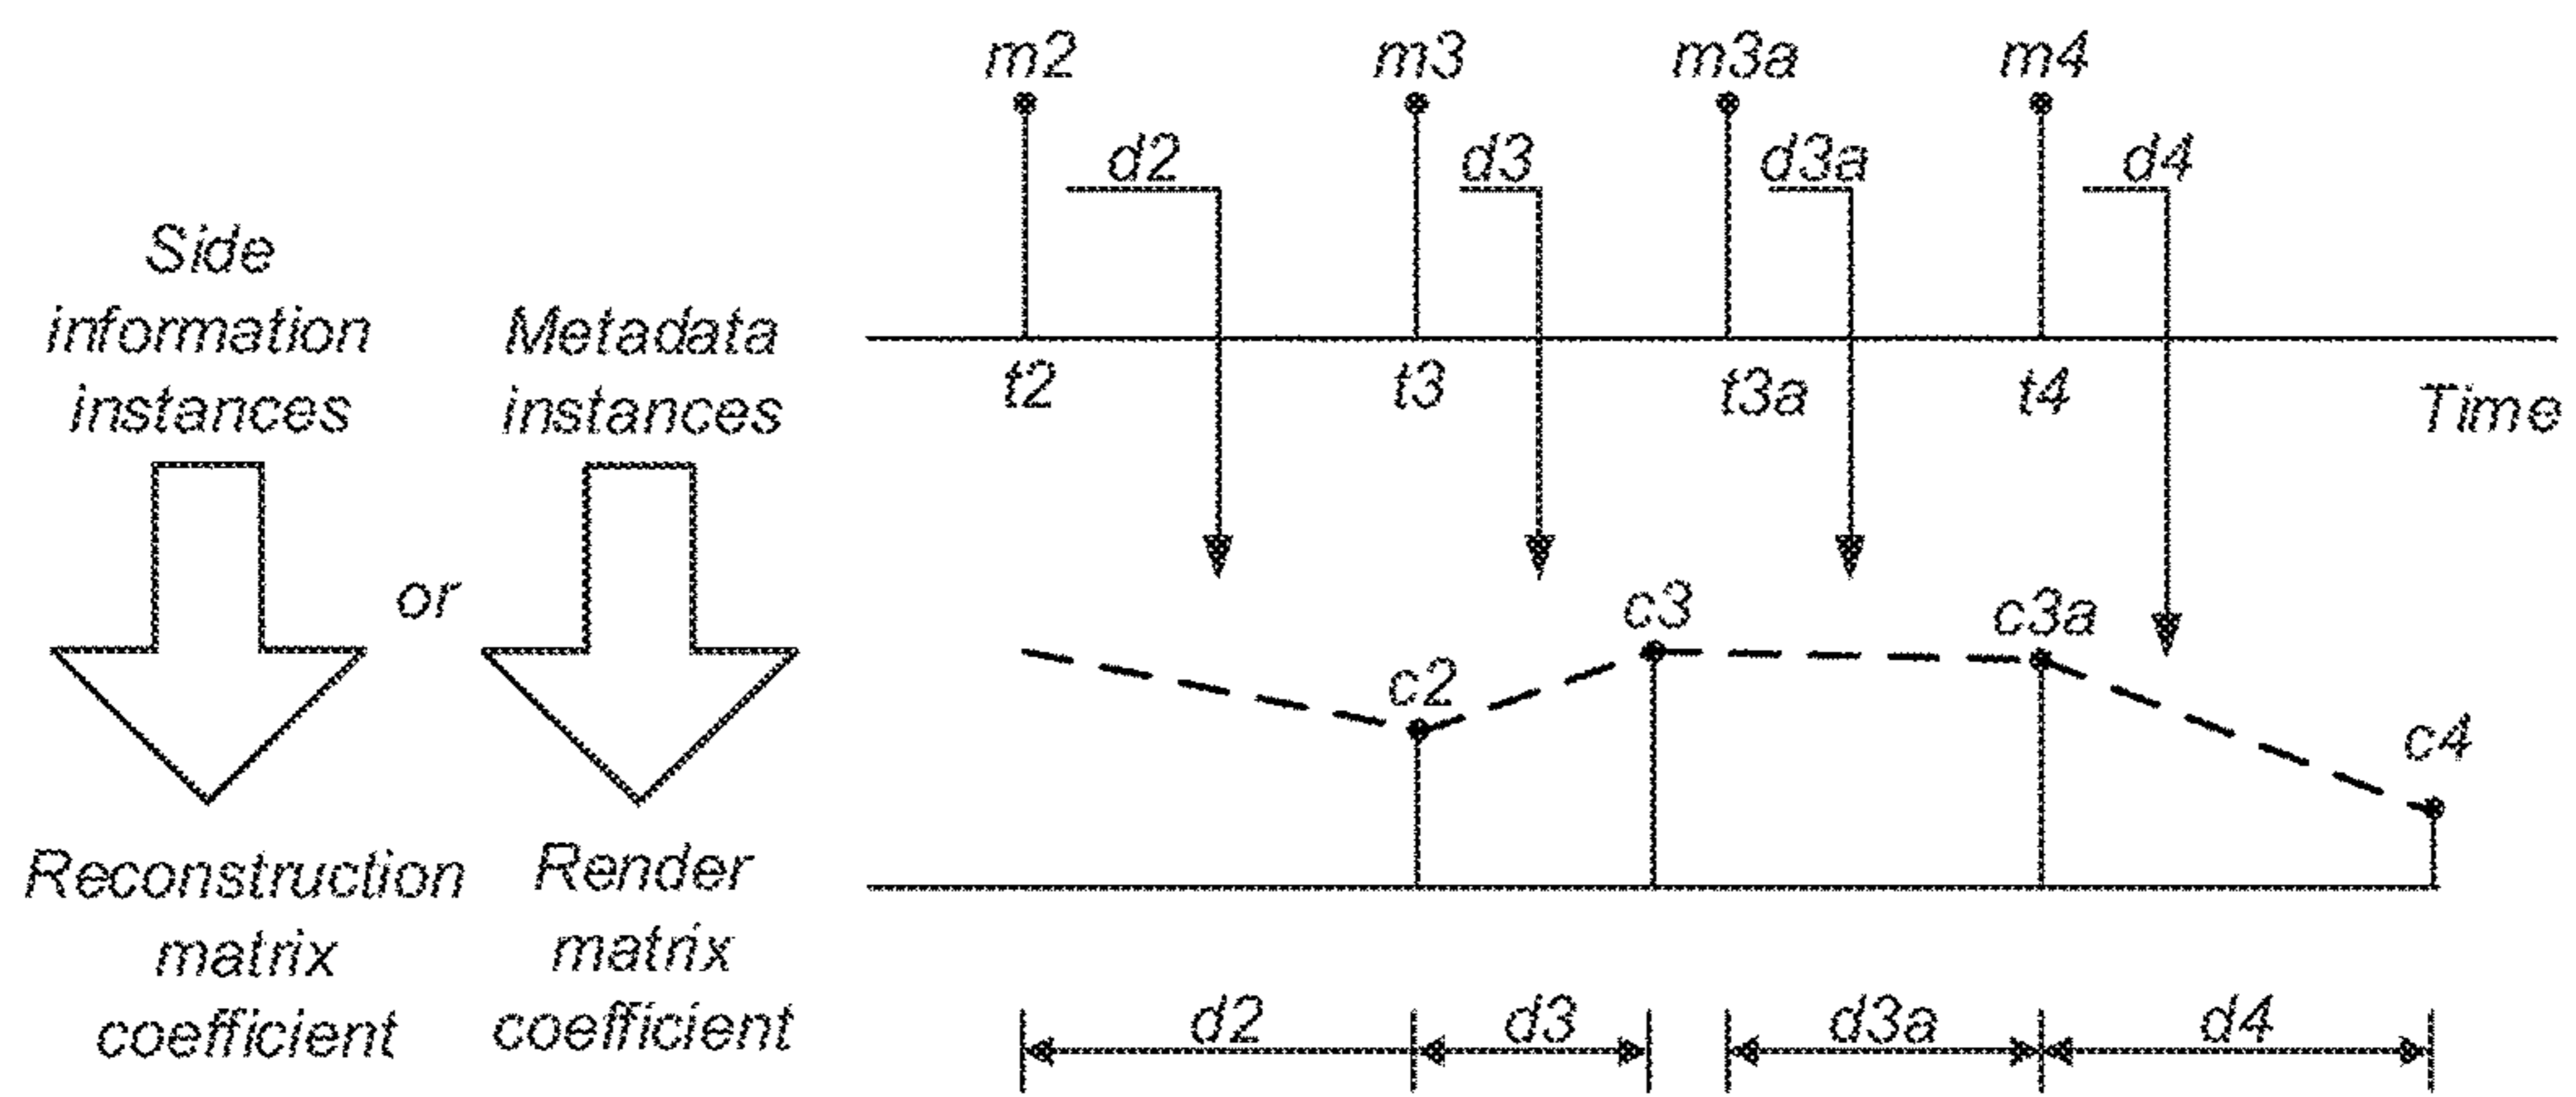 m2 m3 m3a m4
d2 d3 d3a d4
Side
information
instances
Metadata
instances
t2 t3 t3a t4
Time
or
c2 c3 c3a c4
Reconstruction
matrix
coefficient
Render
matrix
coefficient
d2 d3 d3a d4